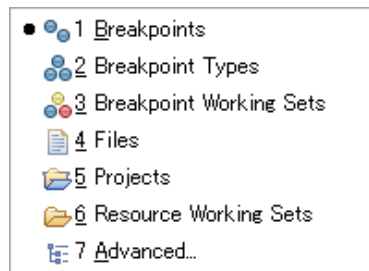 1 Breakpoints
2 Breakpoint Types
3 Breakpoint Working Sets
4 Files
5 Projects
6 Resource Working Sets
7 Advanced...